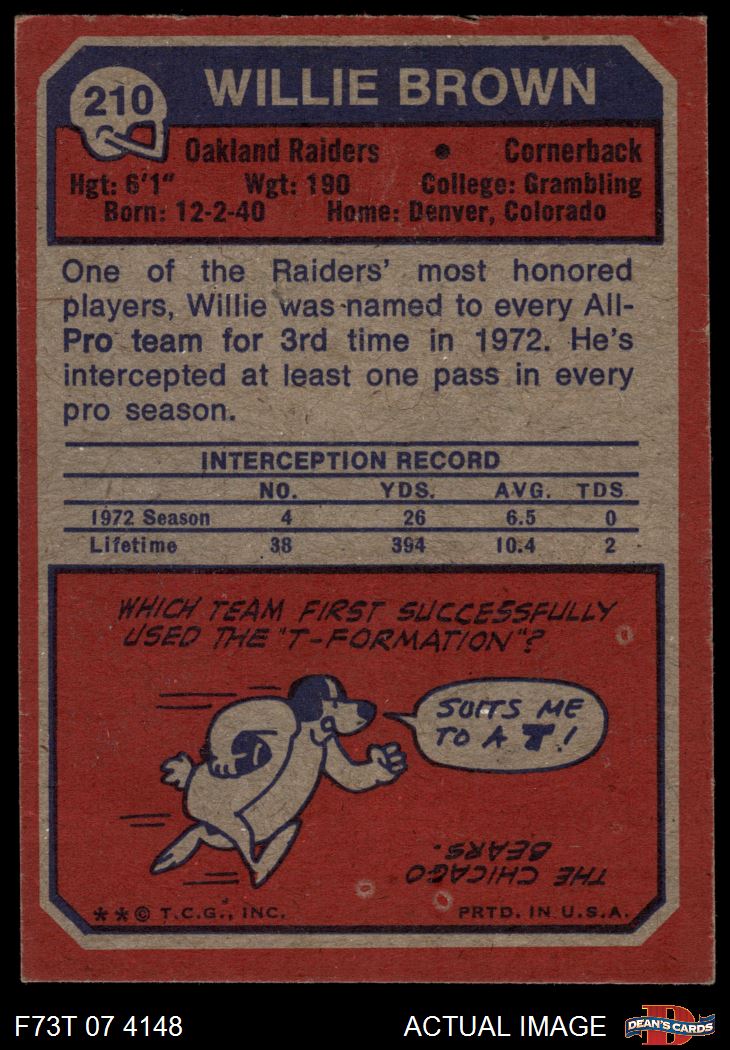 210
WILLIE BROWN
Oakland Raiders • Cornerback
Hgt: 6'1" Wgt: 190 College: Grambling
Born: 12-2-40 Home: Denver, Colorado
One of the Raiders' most honored
players, Willie was named to every All-
Pro team for 3rd time in 1972. He's
intercepted at least one pass in every
pro season.
INTERCEPTION RECORD
NO. YDS. AVG. TDS
1972 Season 4 26 6.5 0
Lifetime 38 394 10.4 2
WHICH TEAM FIRST SUCCESSFULLY
USED THE "T-FORMATION"?
SUITS ME
TO A T!
THE CHICAGO
BEARS.
**© T.C.G., INC. PRTD. IN U.S.A.
F73T 07 4148 ACTUAL IMAGE
D
DEAN'S CARDS